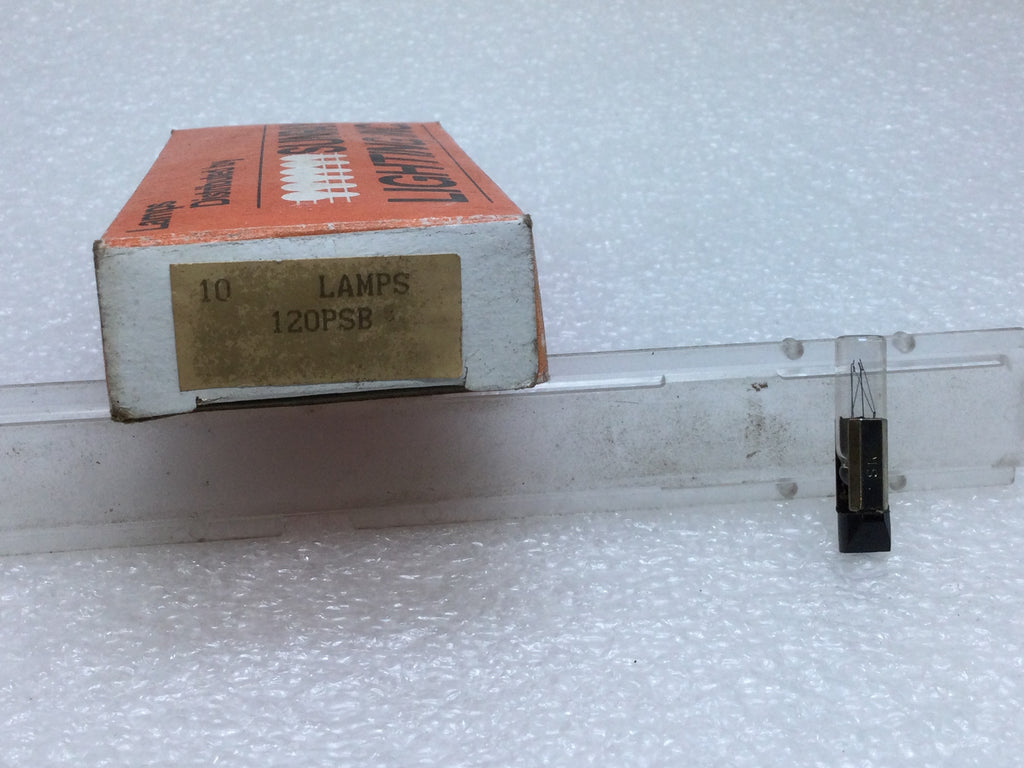 Lamps
Distributed by
LIGHTING
10 LAMPS
120PSB